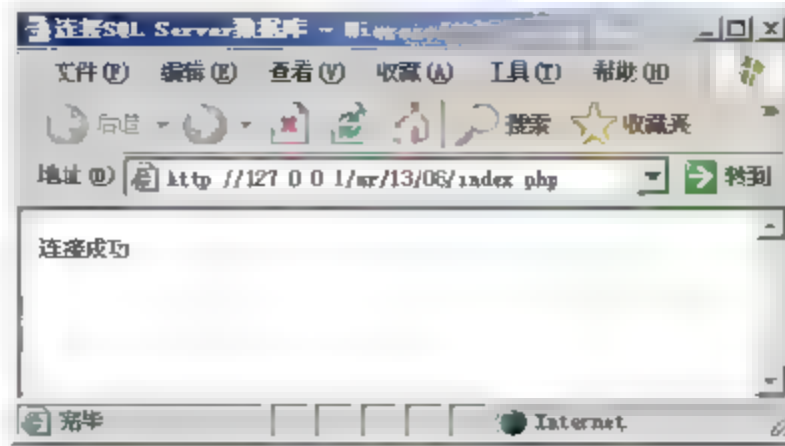 连接SQL Server数据库 -
文件(F) 编辑(E) 查看(V) 收藏(A) 工具(T) 帮助(H)
后退 搜索 收藏夹
地址(D) http://127.0.0.1/mr/13/06/index.php 转到
连接成功
完毕 Internet